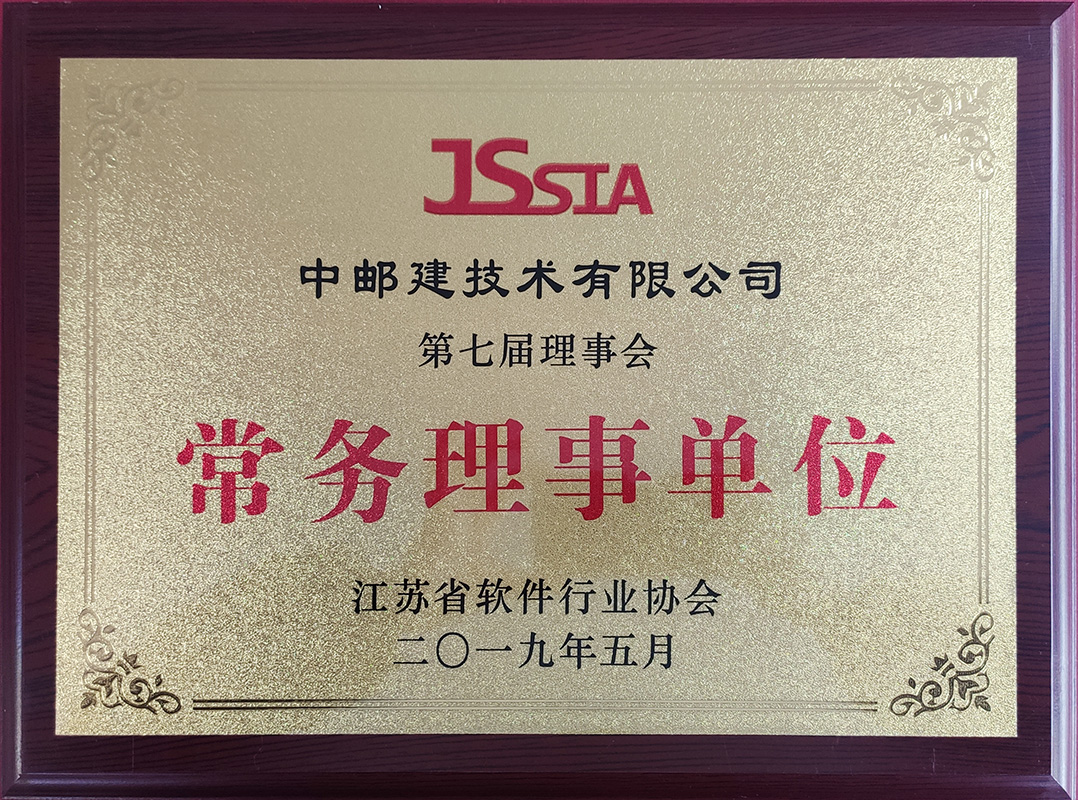 JSSIA
中邮建技术有限公司
第七届理事会
常务理事单位
江苏省软件行业协会
二〇一九年五月